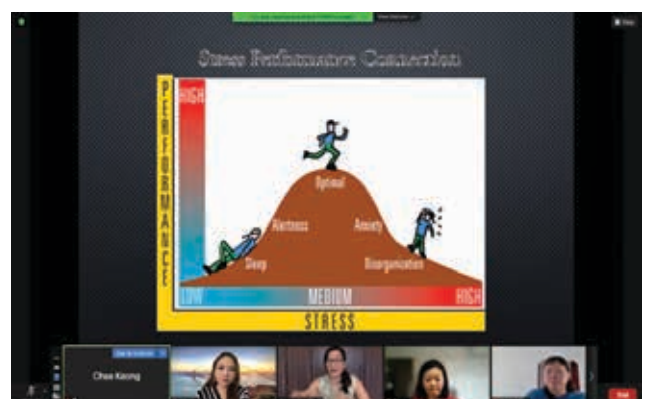 Stress Performance Connection
PERFORMANCE
HIGH
Optimal
Alertness
Anxiety
Sleep
Disorganization
LOW
MEDIUM
HIGH
STRESS
Chee Keong